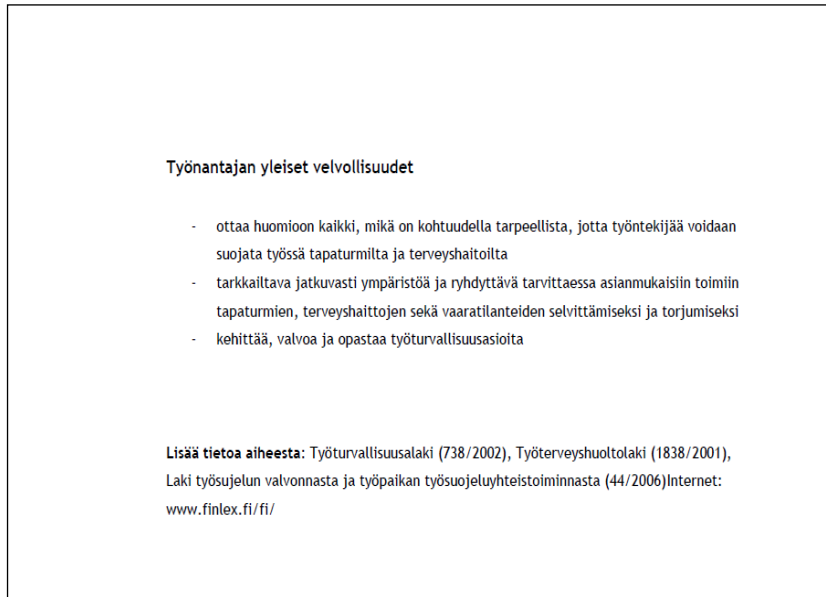 Työnantajan yleiset velvollisuudet
- ottaa huomioon kaikki, mikä on kohtuudella tarpeellista, jotta työntekijää voidaan
suojata työssä tapaturmilta ja terveyshaitoilta
- tarkkailtava jatkuvasti ympäristöä ja ryhdyttävä tarvittaessa asianmukaisiin toimiin
tapaturmien, terveyshaittojen sekä vaaratilanteiden selvittämiseksi ja torjumiseksi
- kehittää, valvoa ja opastaa työturvallisuusasioita
Lisää tietoa aiheesta: Työturvallisuusalaki (738/2002), Työterveyshuoltolaki (1838/2001),
Laki työsujelun valvonnasta ja työpaikan työsuojeluyhteistoiminnasta (44/2006)Internet:
www.finlex.fi/fi/